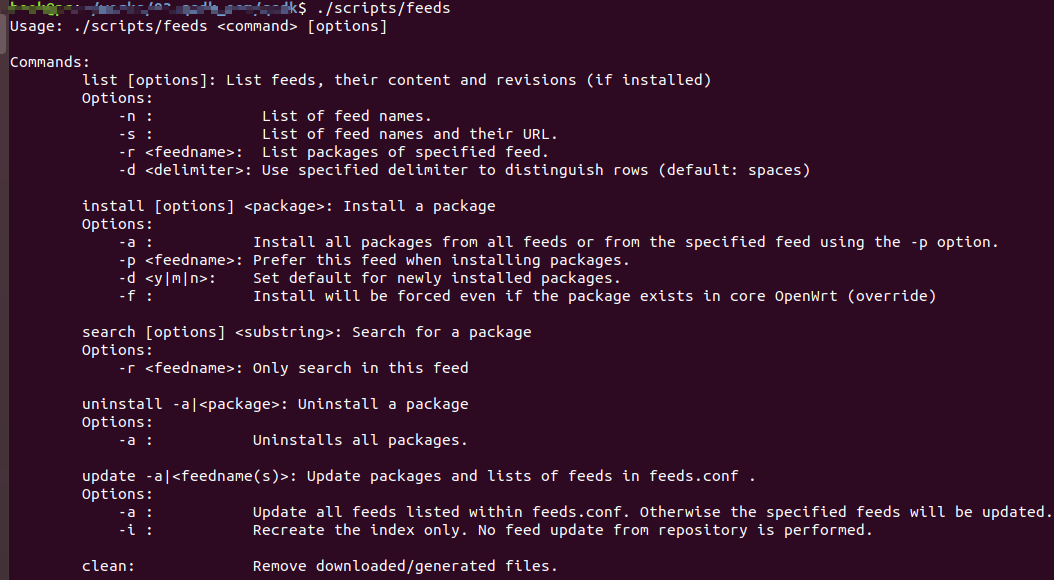 $ ./scripts/feeds
Usage: ./scripts/feeds <command> [options]
Commands:
list [options]: List feeds, their content and revisions (if installed)
Options:
-n : List of feed names.
-s : List of feed names and their URL.
-r <feedname>: List packages of specified feed.
-d <delimiter>: Use specified delimiter to distinguish rows (default: spaces)
install [options] <package>: Install a package
Options:
-a : Install all packages from all feeds or from the specified feed using the -p option.
-p <feedname>: Prefer this feed when installing packages.
-d <y|m|n>: Set default for newly installed packages.
-f : Install will be forced even if the package exists in core OpenWrt (override)
search [options] <substring>: Search for a package
Options:
-r <feedname>: Only search in this feed
uninstall -a|<package>: Uninstall a package
Options:
-a : Uninstalls all packages.
update -a|<feedname(s)>: Update packages and lists of feeds in feeds.conf .
Options:
-a : Update all feeds listed within feeds.conf. Otherwise the specified feeds will be updated.
-i : Recreate the index only. No feed update from repository is performed.
clean: Remove downloaded/generated files.